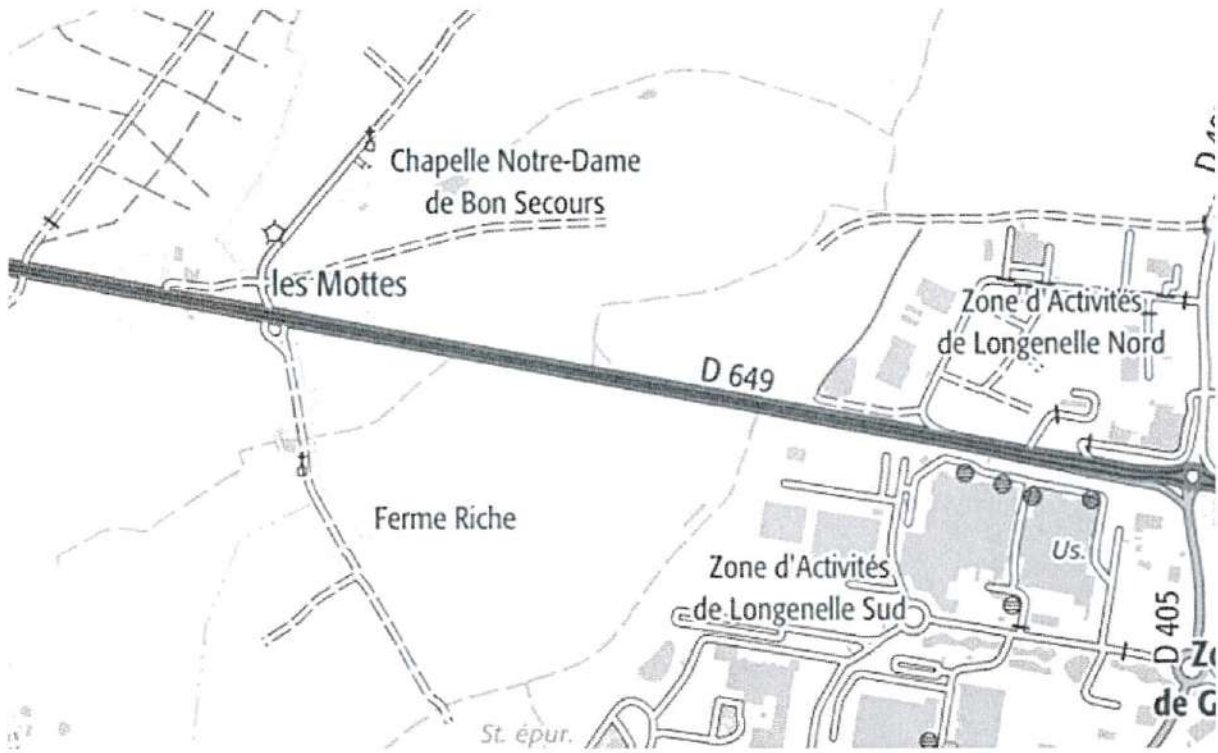 Chapelle Notre-Dame
de Bon Secours
les Mottes
Zone d'Activités
de Longenelle Nord
D 649
Ferme Riche
Us.
Zone d'Activités
de Longenelle Sud
D 405
de G
St. épur.